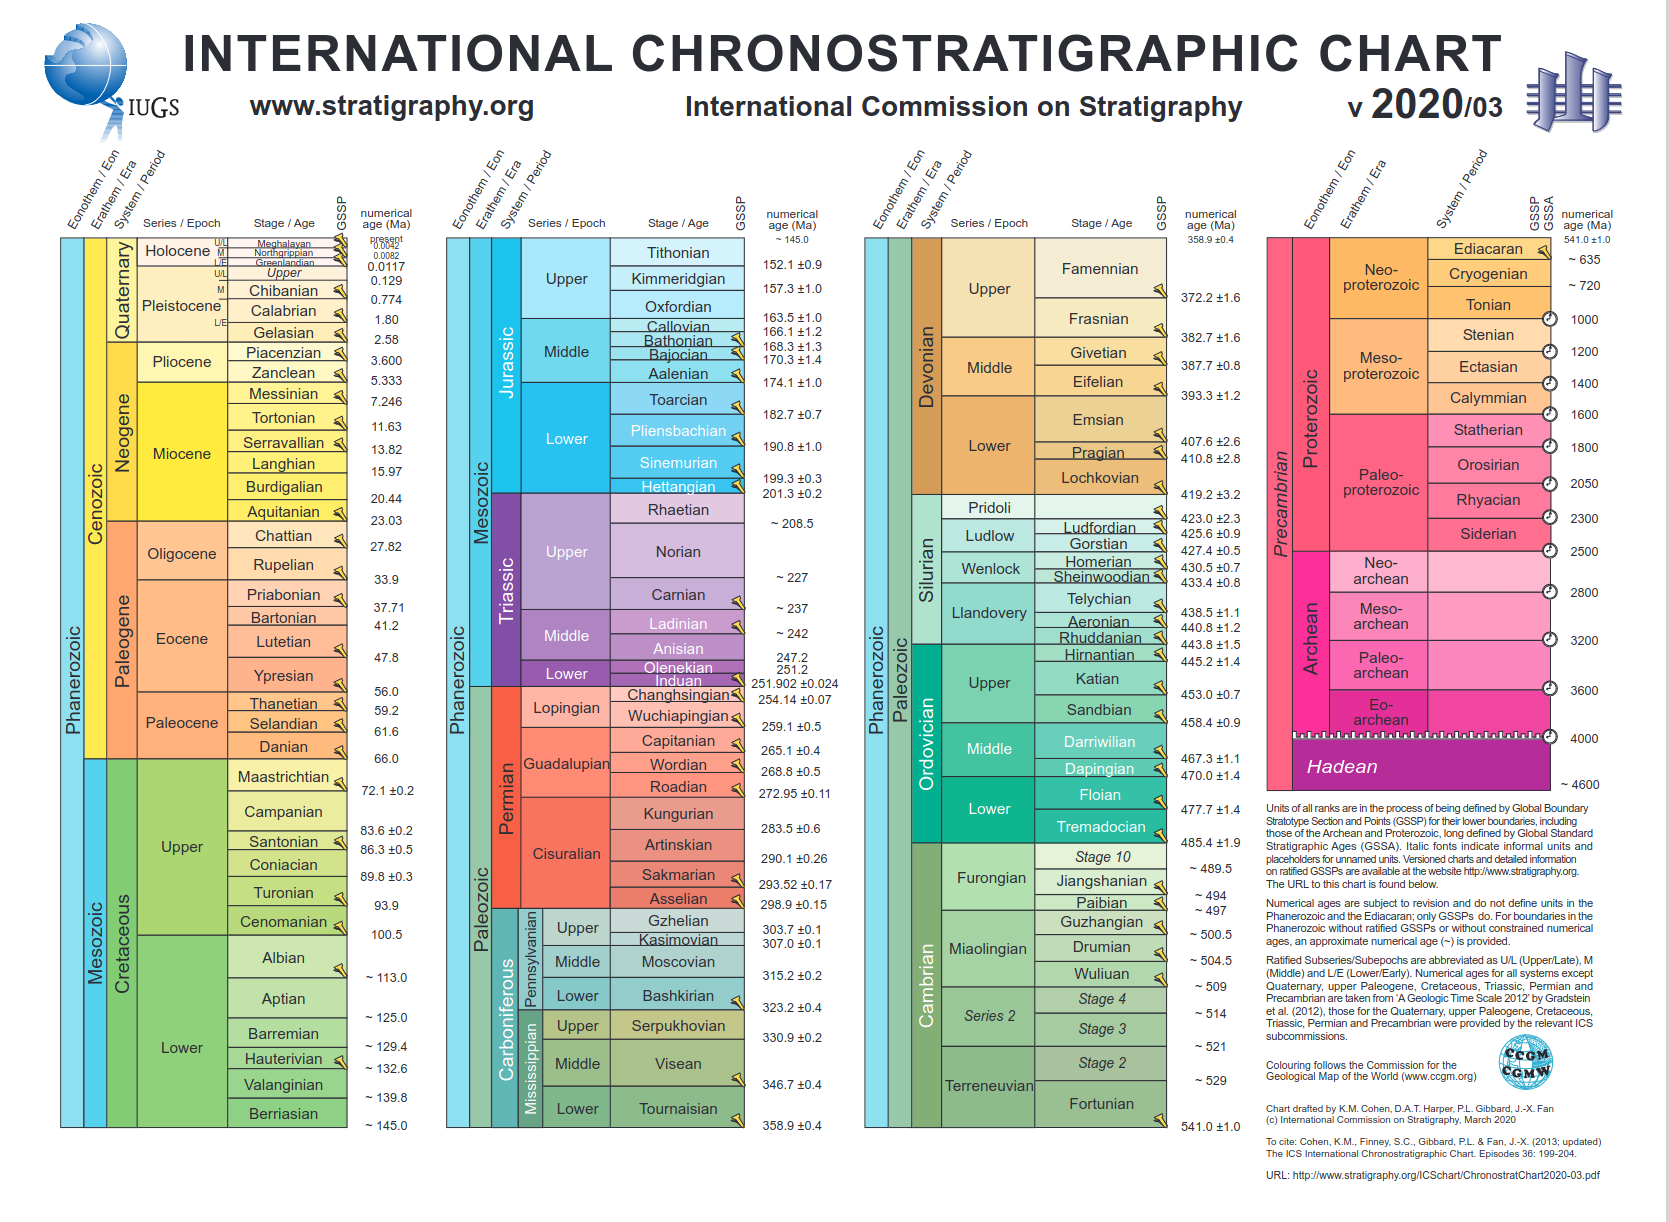 INTERNATIONAL CHRONOSTRATIGRAPHIC CHART
IUGS
www.stratigraphy.org
International Commission on Stratigraphy
v 2020/03
Eonothem / Eon
Erathem / Era
System / Period
Series / Epoch
Stage / Age
GSSP
numerical
age (Ma)
Phanerozoic
Cenozoic
Quaternary
Holocene
U/L
Meghalayan
M
Northgrippian
L/E
Greenlandian
Pleistocene
U/L
Upper
M
Chibanian
L/E
Calabrian
Gelasian
Neogene
Pliocene
Piacenzian
Zanclean
Miocene
Messinian
Tortonian
Serravallian
Langhian
Burdigalian
Aquitanian
Paleogene
Oligocene
Chattian
Rupelian
Eocene
Priabonian
Bartonian
Lutetian
Ypresian
Paleocene
Thanetian
Selandian
Danian
Mesozoic
Cretaceous
Upper
Maastrichtian
Campanian
Santonian
Coniacian
Turonian
Cenomanian
Lower
Albian
Aptian
Barremian
Hauterivian
Valanginian
Berriasian
present
0.0042
0.0082
0.0117
0.129
0.774
1.80
2.58
3.600
5.333
7.246
11.63
13.82
15.97
20.44
23.03
27.82
33.9
37.71
41.2
47.8
56.0
59.2
61.6
66.0
72.1 ±0.2
83.6 ±0.2
86.3 ±0.5
89.8 ±0.3
93.9
100.5
~ 113.0
~ 125.0
~ 129.4
~ 132.6
~ 139.8
~ 145.0
Eonothem / Eon
Erathem / Era
System / Period
Series / Epoch
Stage / Age
GSSP
numerical
age (Ma)
Phanerozoic
Mesozoic
Jurassic
Upper
Tithonian
Kimmeridgian
Oxfordian
Middle
Callovian
Bathonian
Bajocian
Aalenian
Lower
Toarcian
Pliensbachian
Sinemurian
Hettangian
Triassic
Upper
Rhaetian
Norian
Carnian
Middle
Ladinian
Anisian
Lower
Olenekian
Induan
Paleozoic
Permian
Lopingian
Changhsingian
Wuchiapingian
Guadalupian
Capitanian
Wordian
Roadian
Cisuralian
Kungurian
Artinskian
Sakmarian
Asselian
Carboniferous
Pennsylvanian
Upper
Gzhelian
Kasimovian
Middle
Moscovian
Lower
Bashkirian
Mississippian
Upper
Serpukhovian
Middle
Visean
Lower
Tournaisian
~ 145.0
152.1 ±0.9
157.3 ±1.0
163.5 ±1.0
166.1 ±1.2
168.3 ±1.3
170.3 ±1.4
174.1 ±1.0
182.7 ±0.7
190.8 ±1.0
199.3 ±0.3
201.3 ±0.2
~ 208.5
~ 227
~ 237
~ 242
247.2
251.2
251.902 ±0.024
254.14 ±0.07
259.1 ±0.5
265.1 ±0.4
268.8 ±0.5
272.95 ±0.11
283.5 ±0.6
290.1 ±0.26
293.52 ±0.17
298.9 ±0.15
303.7 ±0.1
307.0 ±0.1
315.2 ±0.2
323.2 ±0.4
330.9 ±0.2
346.7 ±0.4
358.9 ±0.4
Eonothem / Eon
Erathem / Era
System / Period
Series / Epoch
Stage / Age
GSSP
numerical
age (Ma)
Phanerozoic
Paleozoic
Devonian
Upper
Famennian
Frasnian
Middle
Givetian
Eifelian
Lower
Emsian
Pragian
Lochkovian
Silurian
Pridoli
Ludlow
Ludfordian
Gorstian
Wenlock
Homerian
Sheinwoodian
Llandovery
Telychian
Aeronian
Rhuddanian
Ordovician
Upper
Hirnantian
Katian
Sandbian
Middle
Darriwilian
Dapingian
Lower
Floian
Tremadocian
Cambrian
Furongian
Stage 10
Jiangshanian
Paibian
Miaolingian
Guzhangian
Drumian
Wuliuan
Series 2
Stage 4
Stage 3
Terreneuvian
Stage 2
Fortunian
358.9 ±0.4
372.2 ±1.6
382.7 ±1.6
387.7 ±0.8
393.3 ±1.2
407.6 ±2.6
410.8 ±2.8
419.2 ±3.2
423.0 ±2.3
425.6 ±0.9
427.4 ±0.5
430.5 ±0.7
433.4 ±0.8
438.5 ±1.1
440.8 ±1.2
443.8 ±1.5
445.2 ±1.4
453.0 ±0.7
458.4 ±0.9
467.3 ±1.1
470.0 ±1.4
477.7 ±1.4
485.4 ±1.9
~ 489.5
~ 494
~ 497
~ 500.5
~ 504.5
~ 509
~ 514
~ 521
~ 529
541.0 ±1.0
Eonothem / Eon
Erathem / Era
System / Period
GSSP
GSSA
numerical
age (Ma)
Precambrian
Proterozoic
Neo-
proterozoic
Ediacaran
Cryogenian
Tonian
Meso-
proterozoic
Stenian
Ectasian
Calymmian
Paleo-
proterozoic
Statherian
Orosirian
Rhyacian
Siderian
Archean
Neo-
archean
Meso-
archean
Paleo-
archean
Eo-
archean
Hadean
541.0 ±1.0
~ 635
~ 720
1000
1200
1400
1600
1800
2050
2300
2500
2800
3200
3600
4000
~ 4600
Units of all ranks are in the process of being defined by Global Boundary
Stratotype Section and Points (GSSP) for their lower boundaries, including
those of the Archean and Proterozoic, long defined by Global Standard
Stratigraphic Ages (GSSA). Italic fonts indicate informal units and
placeholders for unnamed units. Versioned charts and detailed information
on ratified GSSPs are available at the website http://www.stratigraphy.org.
The URL to this chart is found below.
Numerical ages are subject to revision and do not define units in the
Phanerozoic and the Ediacaran; only GSSPs do. For boundaries in the
Phanerozoic without ratified GSSPs or without constrained numerical
ages, an approximate numerical age (~) is provided.
Ratified Subseries/Subepochs are abbreviated as U/L (Upper/Late), M
(Middle) and L/E (Lower/Early). Numerical ages for all systems except
Quaternary, upper Paleogene, Cretaceous, Triassic, Permian and
Precambrian are taken from 'A Geologic Time Scale 2012' by Gradstein
et al. (2012), those for the Quaternary, upper Paleogene, Cretaceous,
Triassic, Permian and Precambrian were provided by the relevant ICS
subcommissions.
Colouring follows the Commission for the
Geological Map of the World (www.ccgm.org)
CCGM
CGMW
Chart drafted by K.M. Cohen, D.A.T. Harper, P.L. Gibbard, J.-X. Fan
(c) International Commission on Stratigraphy, March 2020
To cite: Cohen, K.M., Finney, S.C., Gibbard, P.L. & Fan, J.-X. (2013; updated)
The ICS International Chronostratigraphic Chart. Episodes 36: 199-204.
URL: http://www.stratigraphy.org/ICSchart/ChronostratChart2020-03.pdf